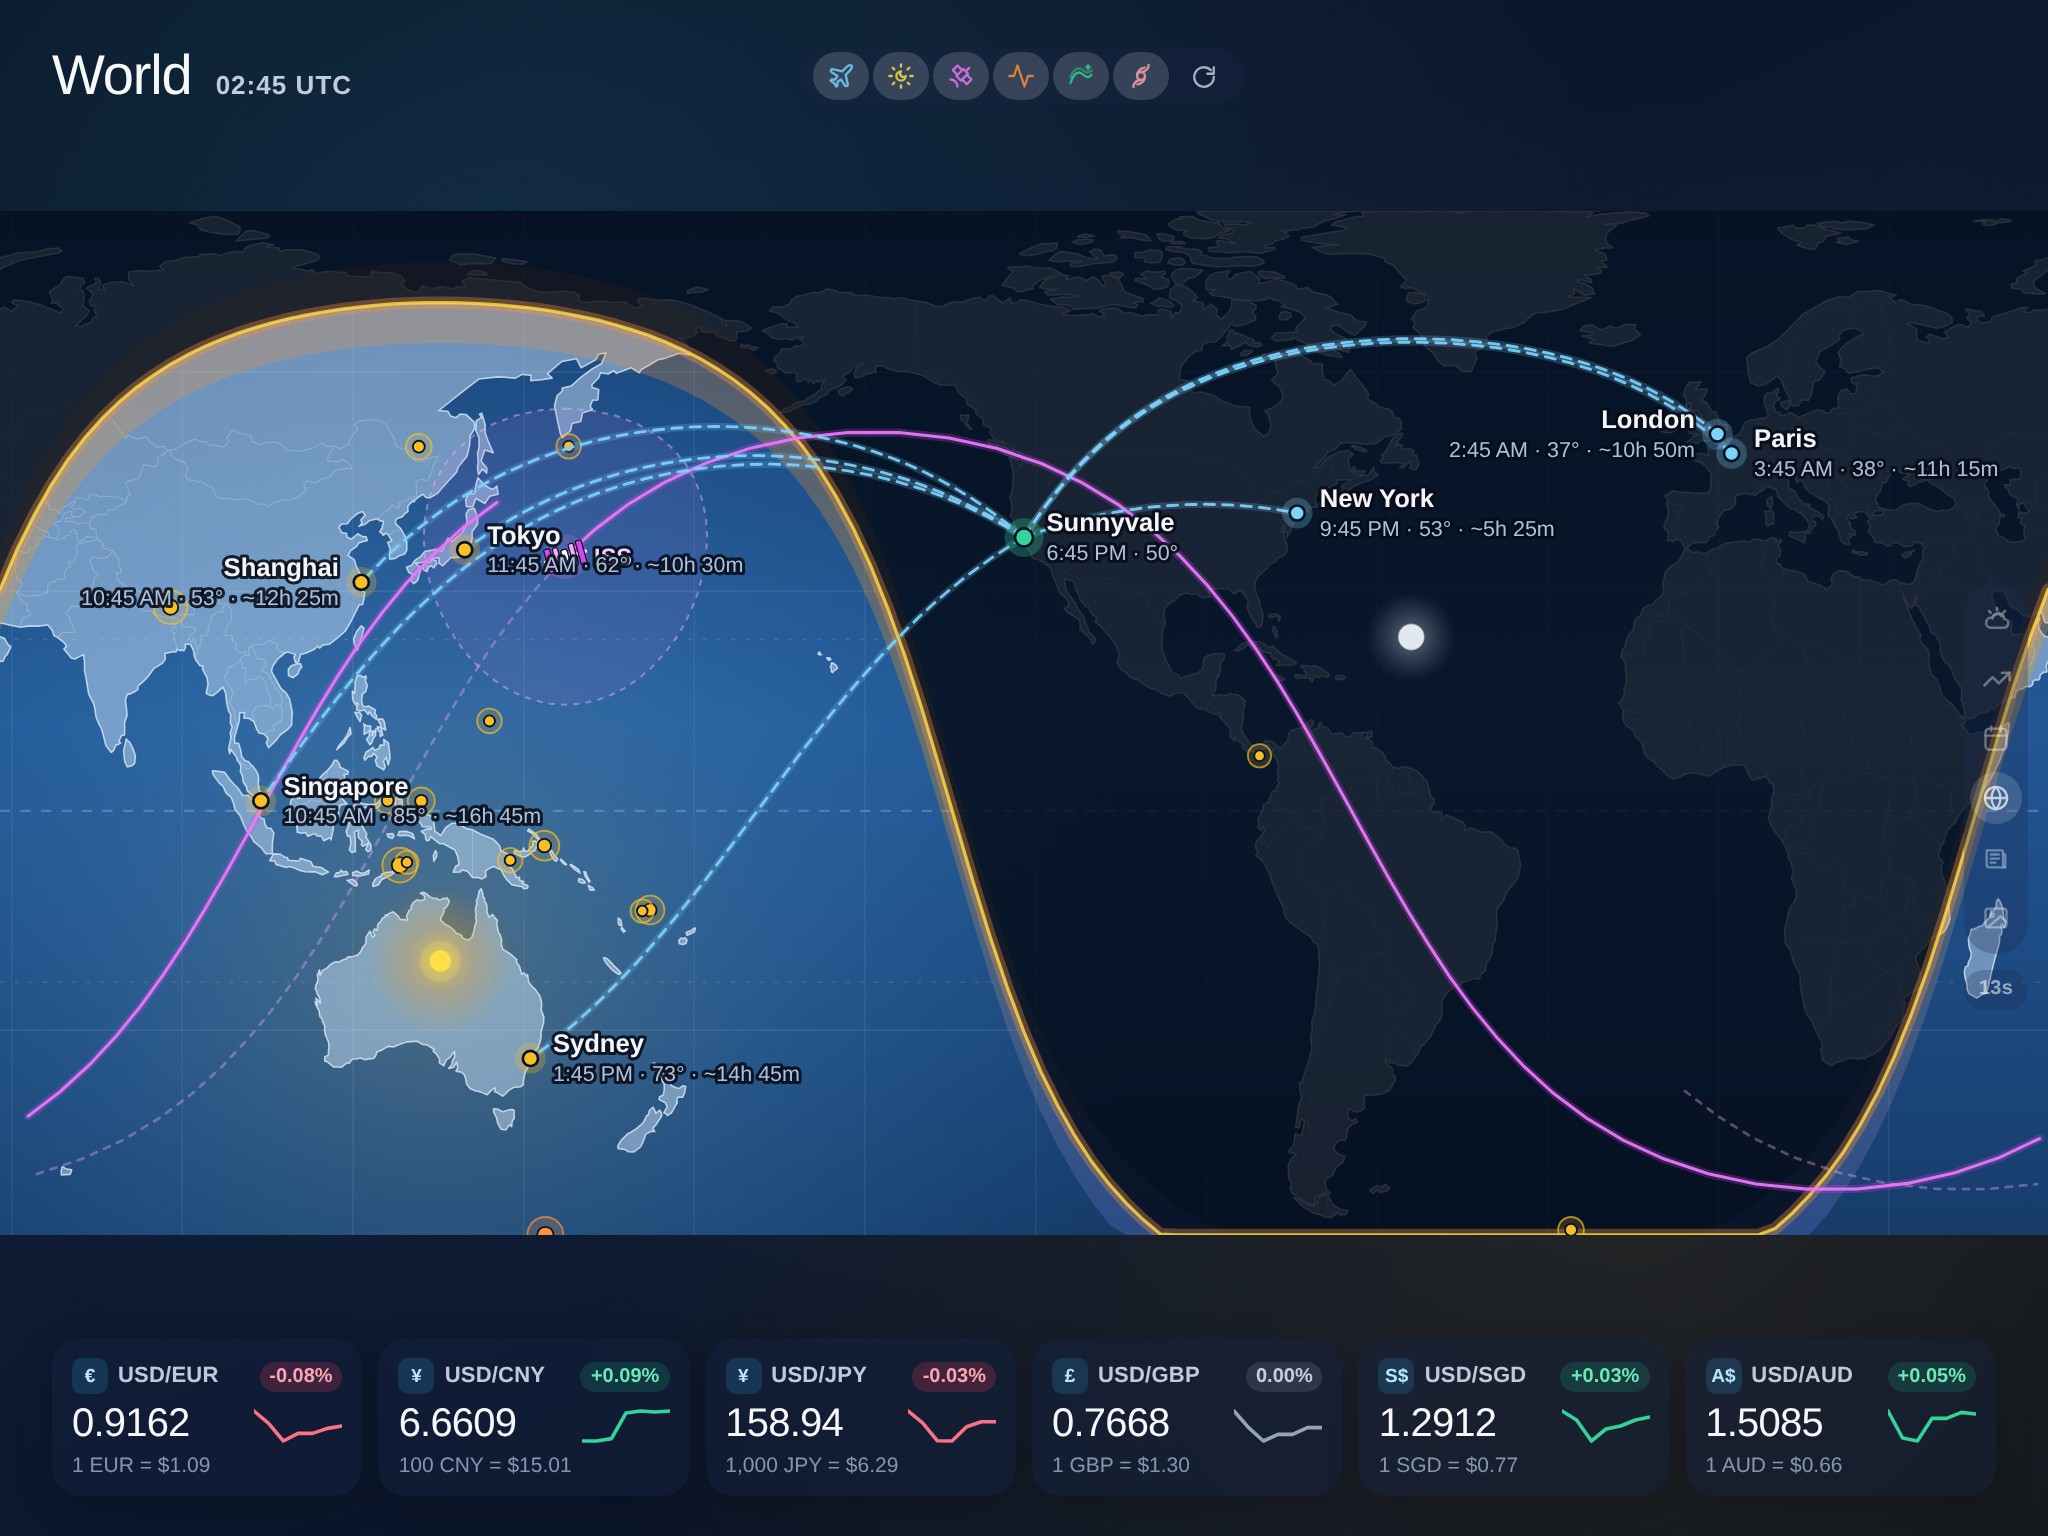 World 02:45 UTC
London
2:45 AM · 37° · ~10h 50m
Paris
3:45 AM · 38° · ~11h 15m
New York
9:45 PM · 53° · ~5h 25m
Sunnyvale
6:45 PM · 50°
Tokyo
ISS
11:45 AM · 62° · ~10h 30m
Shanghai
10:45 AM · 53° · ~12h 25m
Singapore
10:45 AM · 85° · ~16h 45m
13s
Sydney
1:45 PM · 73° · ~14h 45m
€ USD/EUR -0.08%
0.9162
1 EUR = $1.09
¥ USD/CNY +0.09%
6.6609
100 CNY = $15.01
¥ USD/JPY -0.03%
158.94
1,000 JPY = $6.29
£ USD/GBP 0.00%
0.7668
1 GBP = $1.30
S$ USD/SGD +0.03%
1.2912
1 SGD = $0.77
A$ USD/AUD +0.05%
1.5085
1 AUD = $0.66